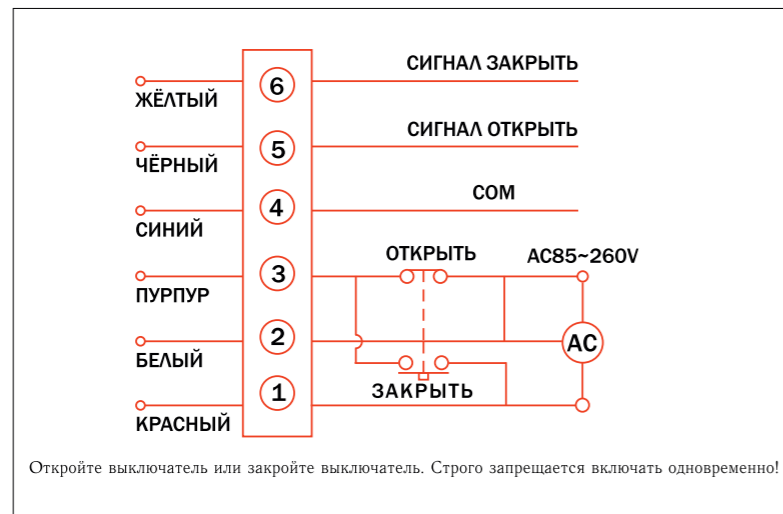 СИГНАЛ ЗАКРЫТЬ
6
ЖЁЛТЫЙ
СИГНАЛ ОТКРЫТЬ
5
ЧЁРНЫЙ
COM
4
СИНИЙ
ОТКРЫТЬ AC85~260V
3
ПУРПУР
2
AC
БЕЛЫЙ
ЗАКРЫТЬ
1
КРАСНЫЙ
Откройте выключатель или закройте выключатель. Строго запрещается включать одновременно!